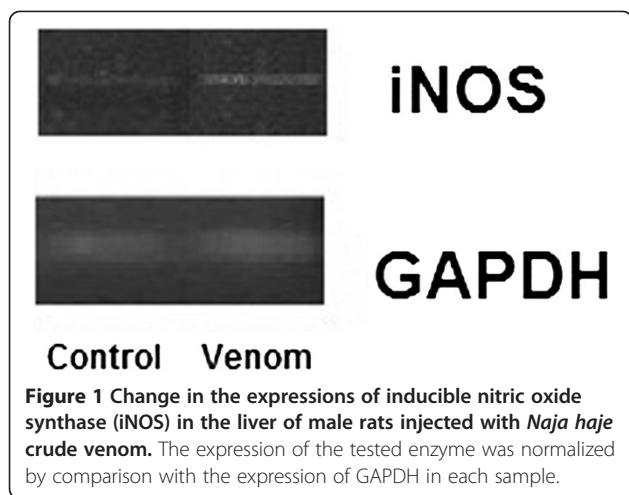 iNOS
GAPDH
Control Venom
Figure 1 Change in the expressions of inducible nitric oxide
synthase (iNOS) in the liver of male rats injected with Naja haje
crude venom. The expression of the tested enzyme was normalized
by comparison with the expression of GAPDH in each sample.